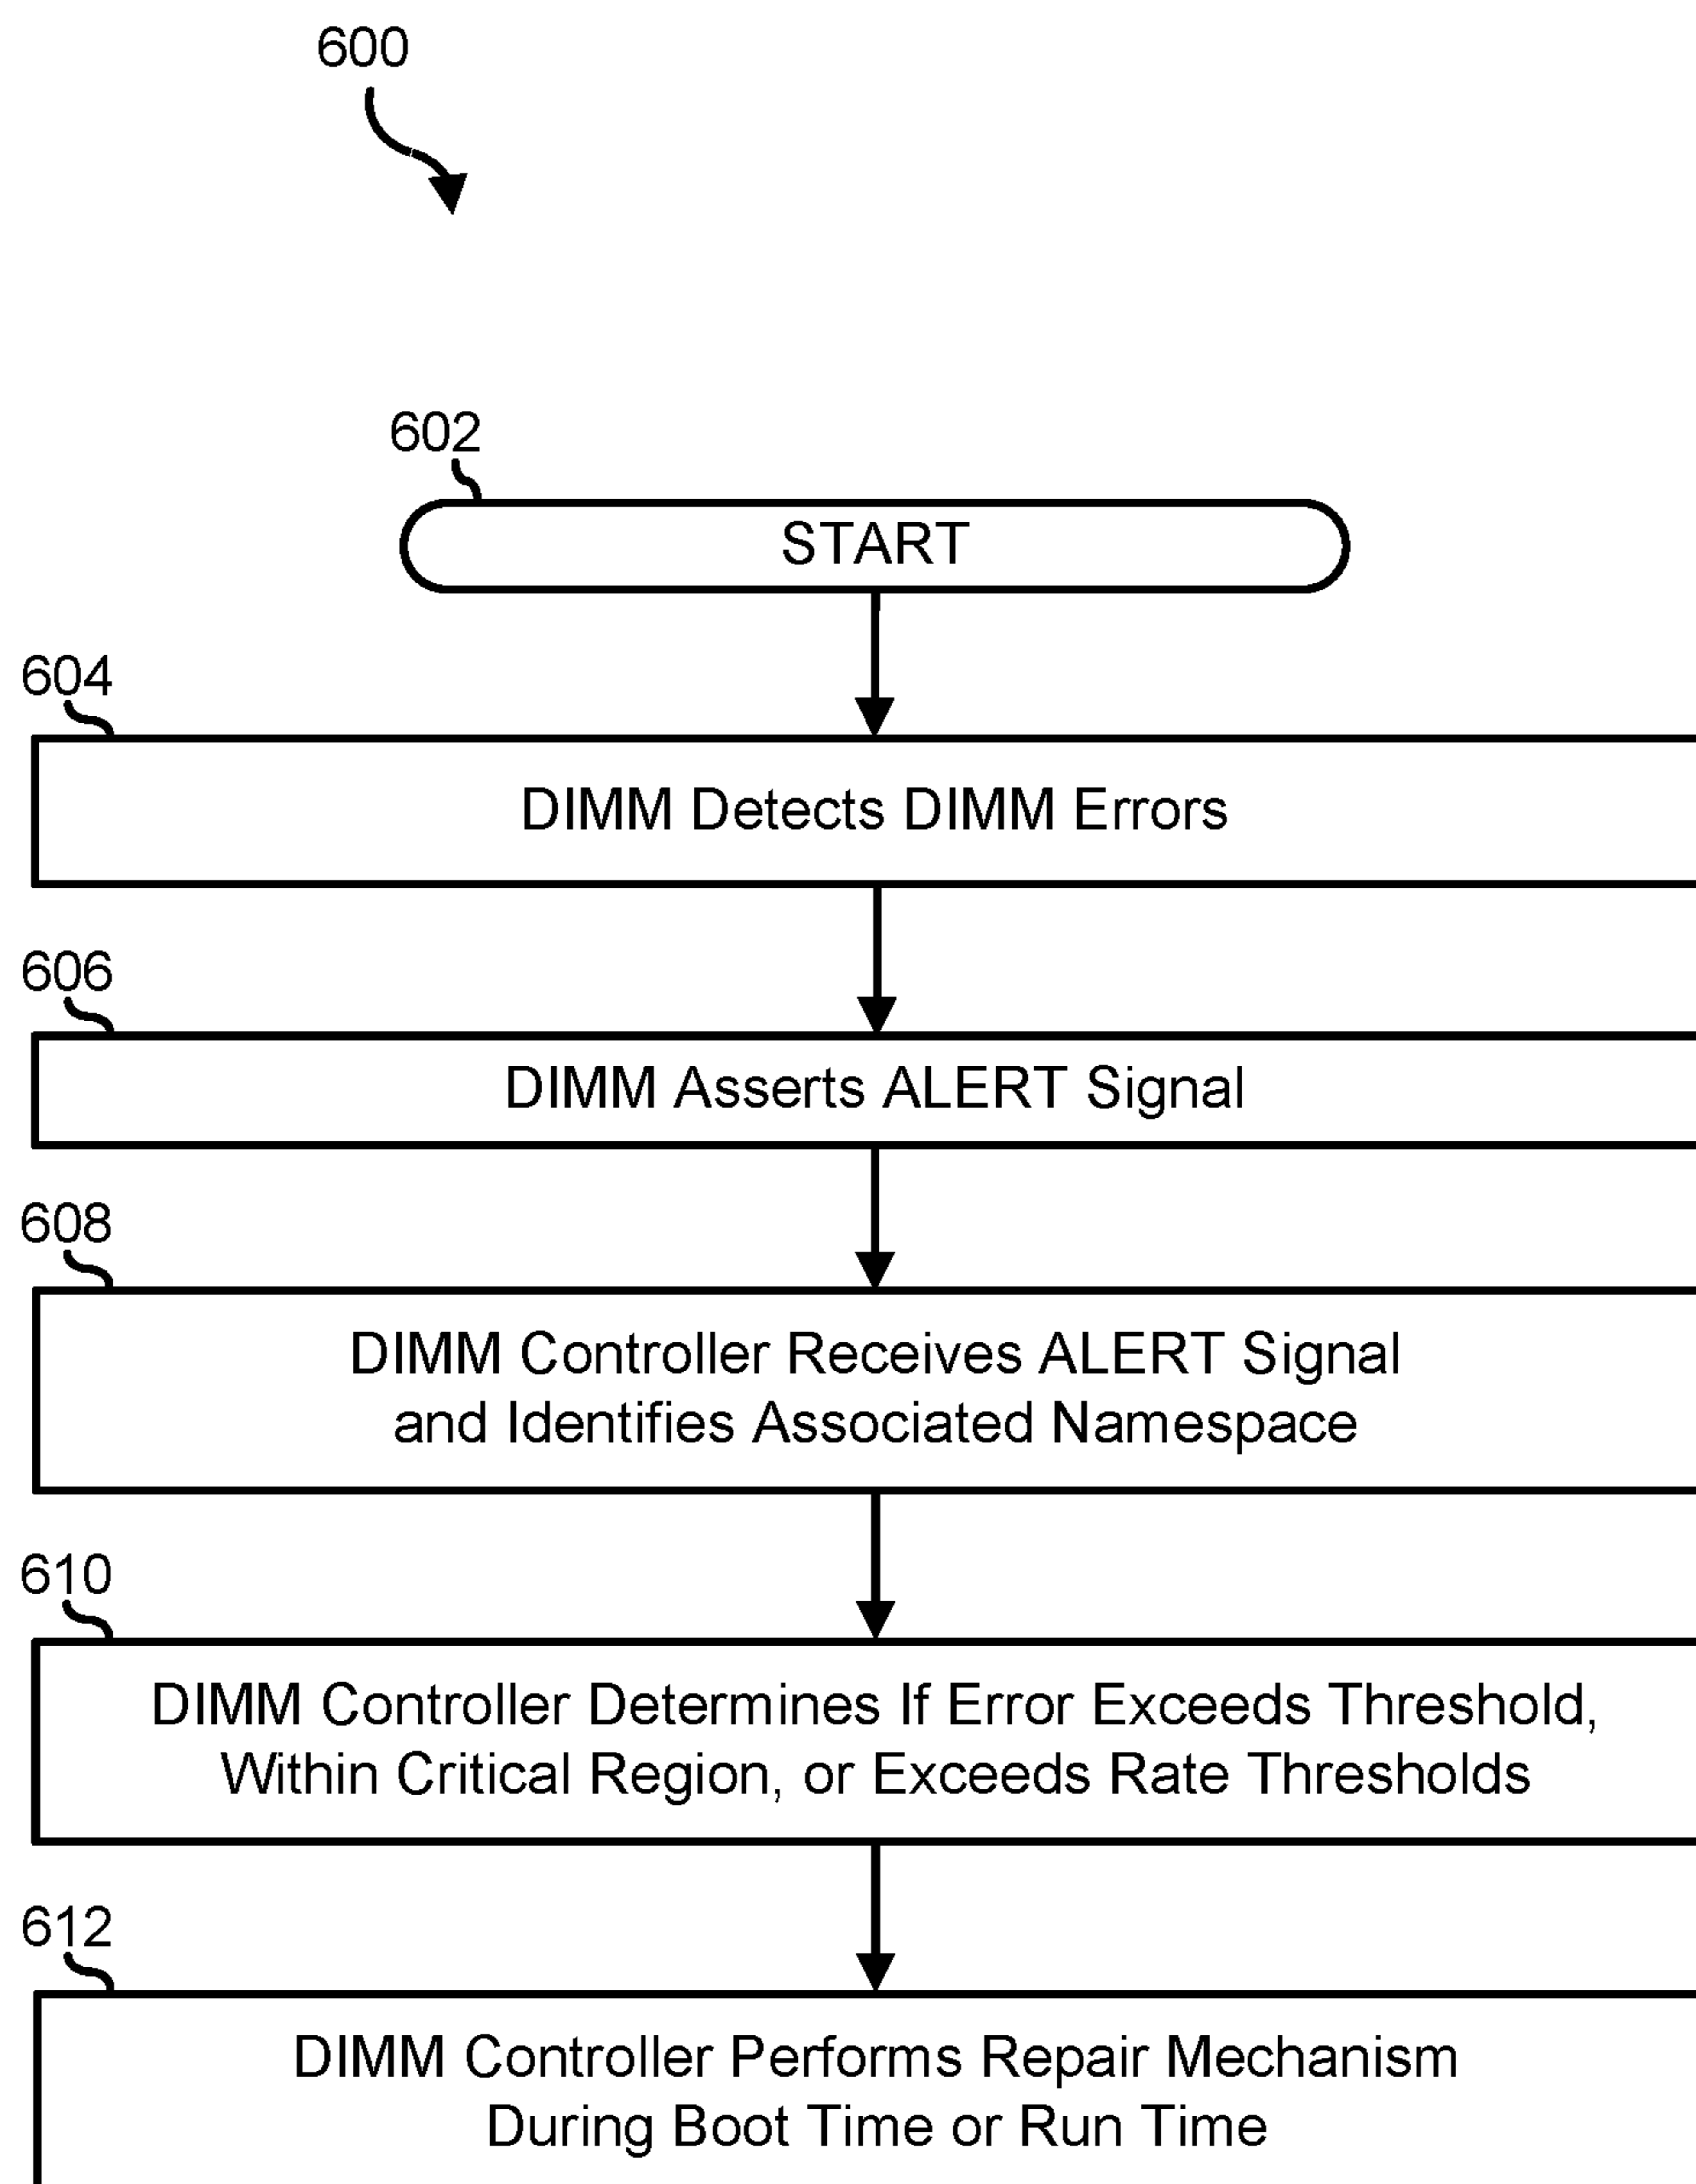 600
602
START
604
DIMM Detects DIMM Errors
606
DIMM Asserts ALERT Signal
608
DIMM Controller Receives ALERT Signal
and Identifies Associated Namespace
610
DIMM Controller Determines If Error Exceeds Threshold,
Within Critical Region, or Exceeds Rate Thresholds
612
DIMM Controller Performs Repair Mechanism
During Boot Time or Run Time